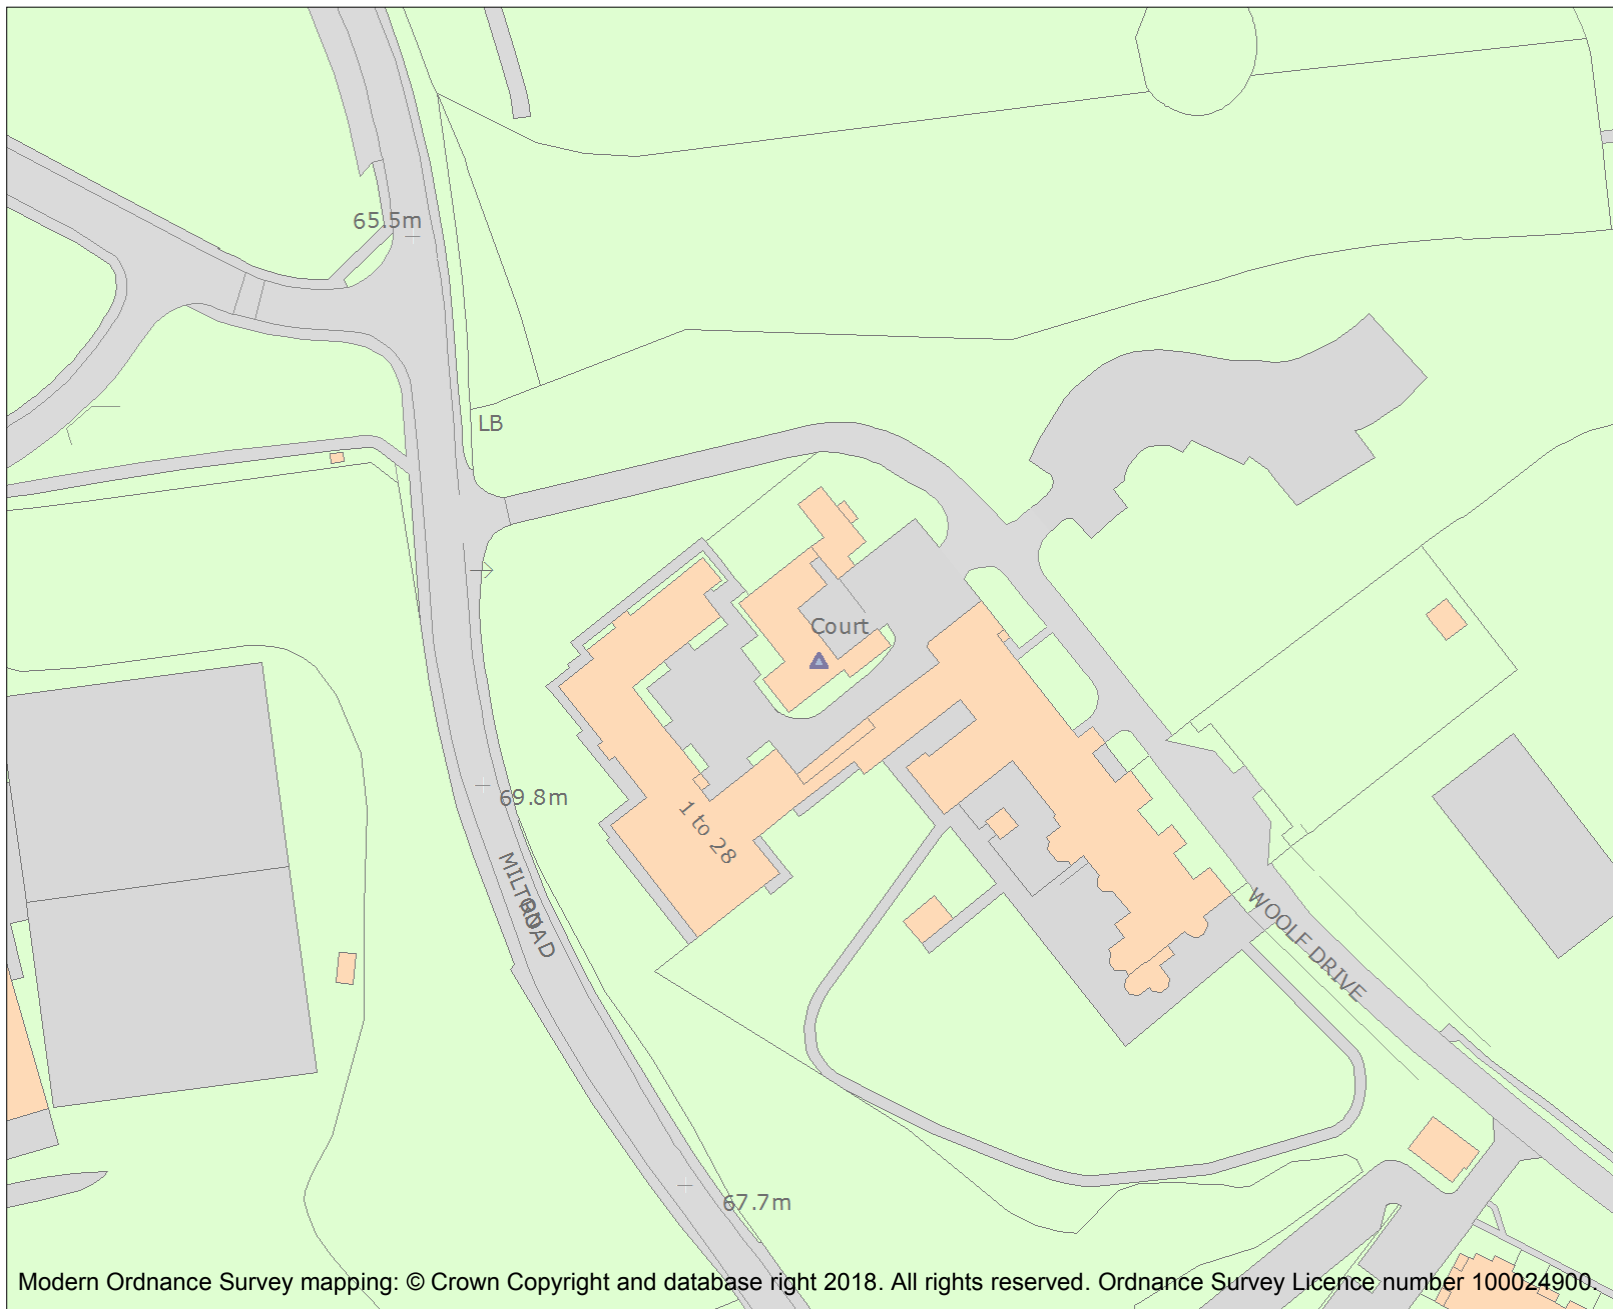 65.5m
LB
Court
69.8m
1 to 28
MILTON
ROAD
WOOLF DRIVE
67.7m
Modern Ordnance Survey mapping: © Crown Copyright and database right 2018. All rights reserved. Ordnance Survey Licence number 100024900.